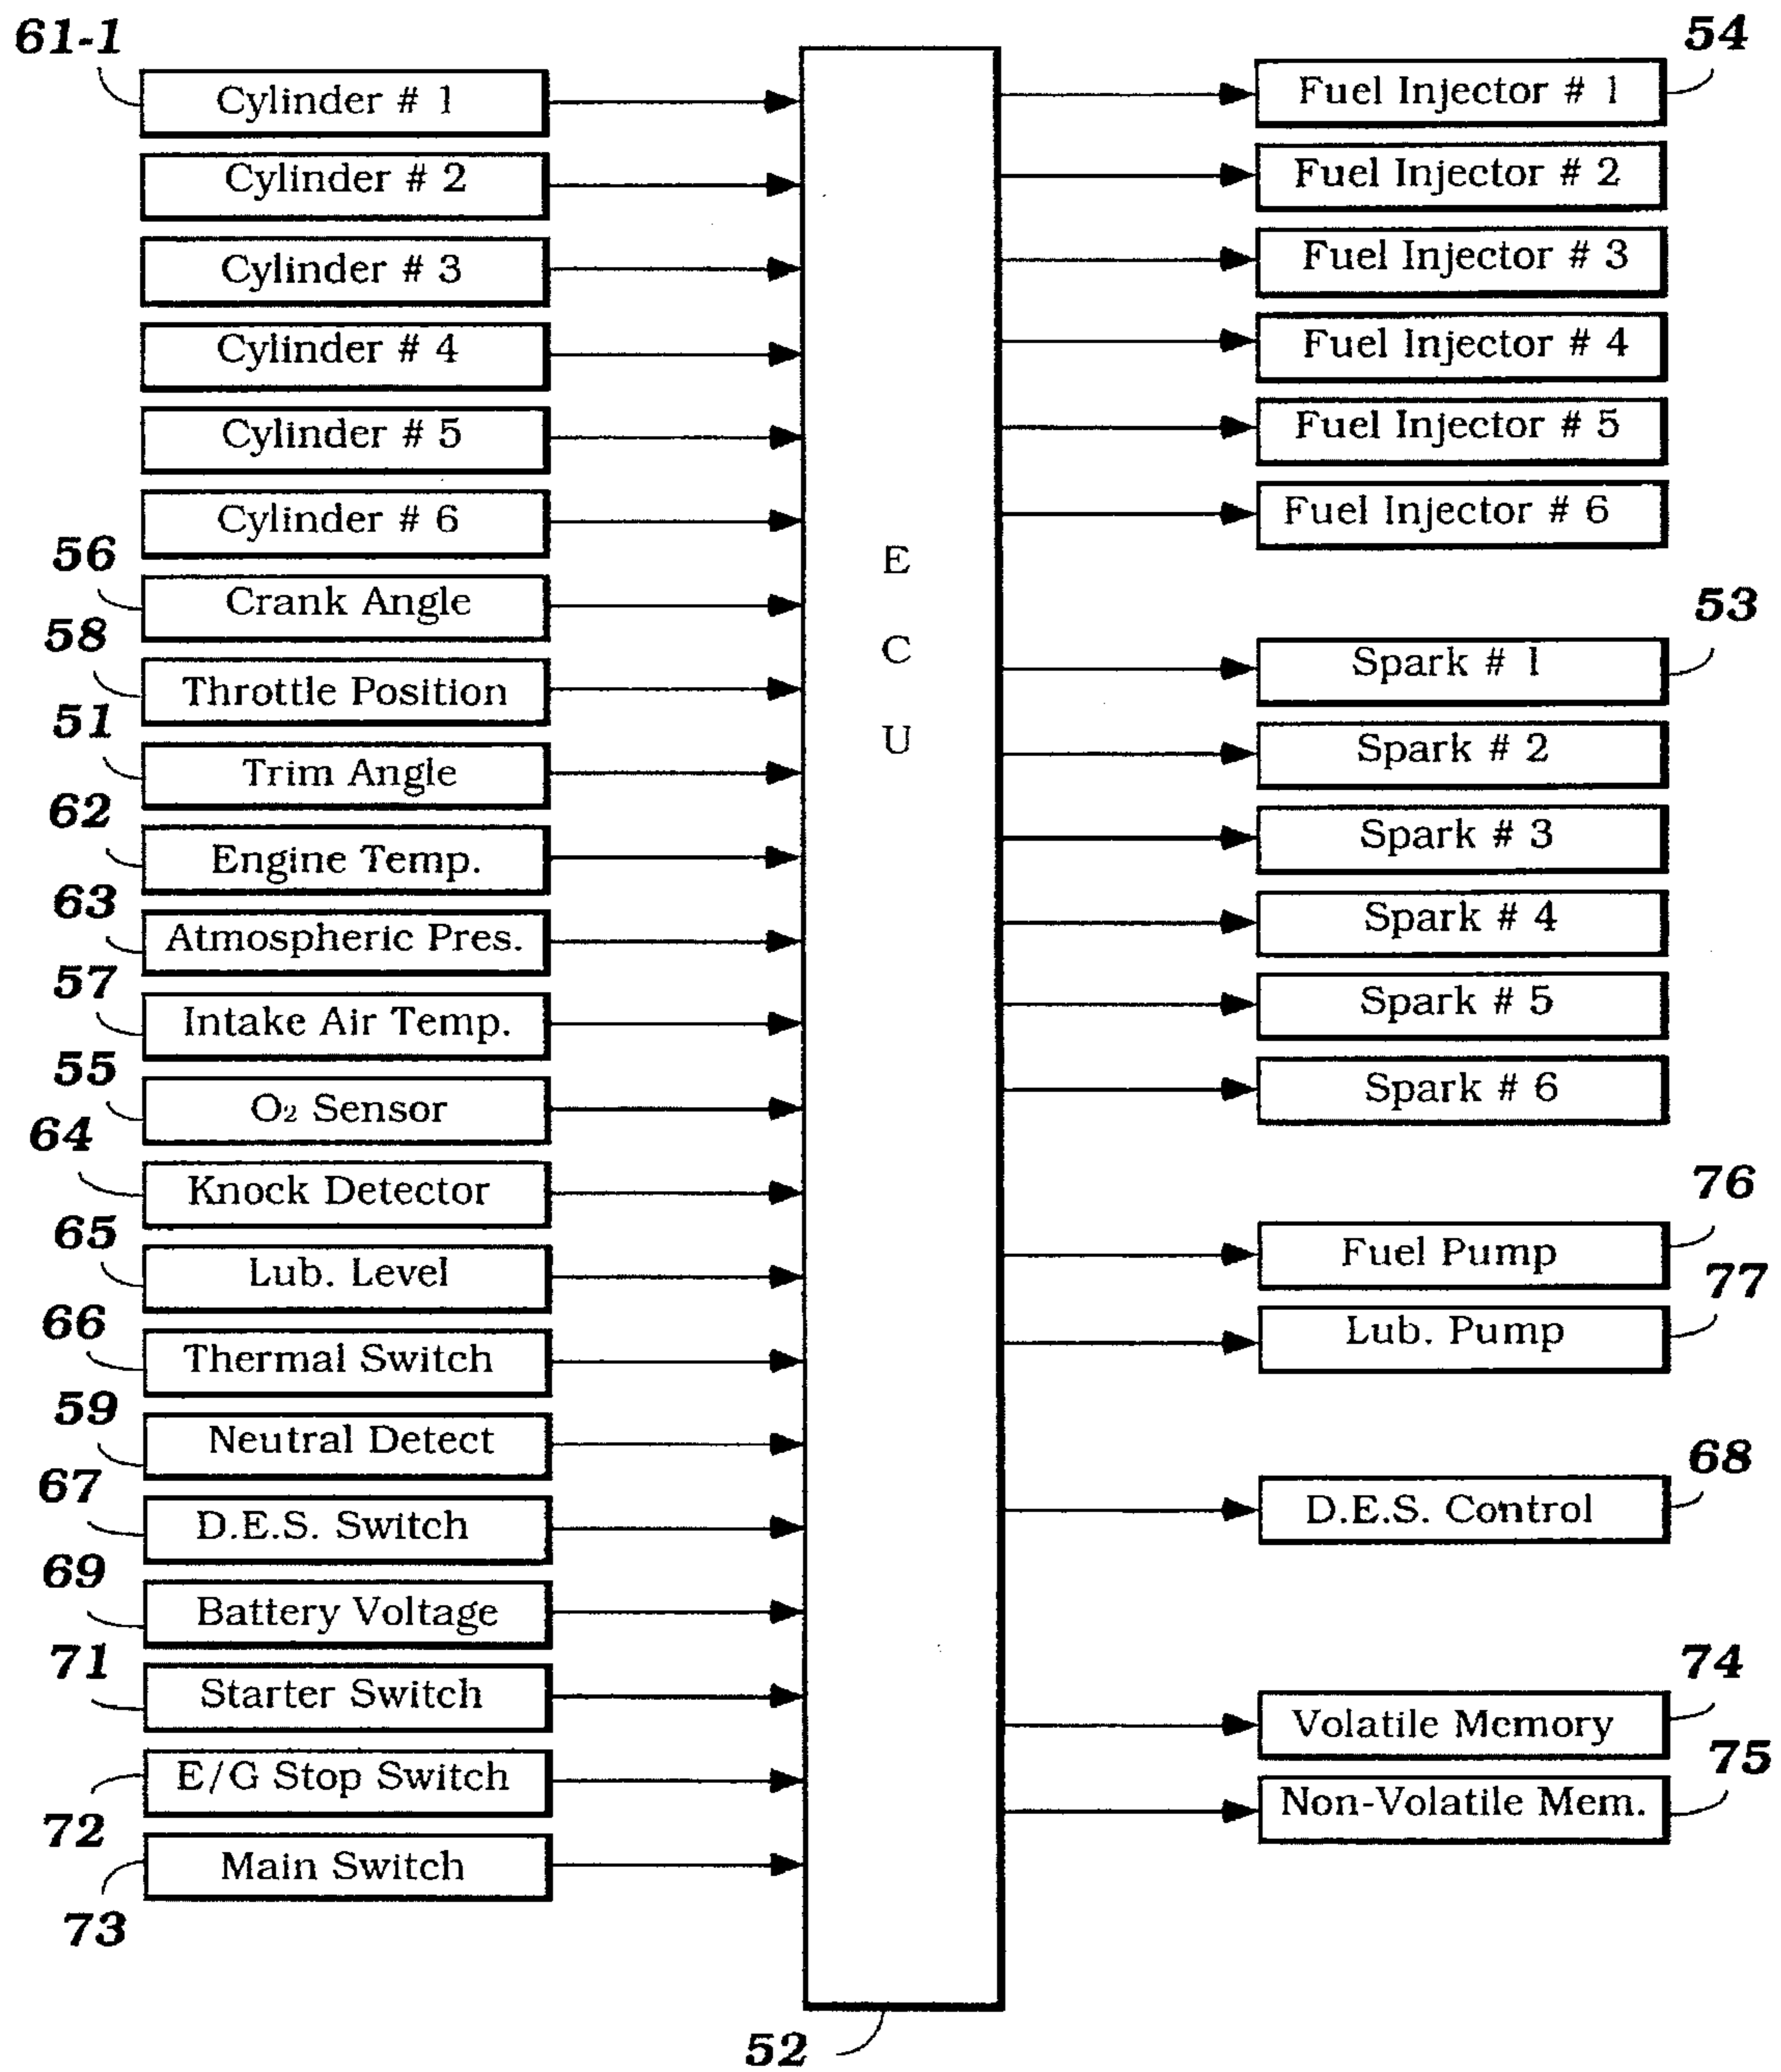 61-1
Cylinder # 1
Cylinder # 2
Cylinder # 3
Cylinder # 4
Cylinder # 5
Cylinder # 6
56
Crank Angle
58
Throttle Position
51
Trim Angle
62
Engine Temp.
63
Atmospheric Pres.
57
Intake Air Temp.
55
O2 Sensor
64
Knock Detector
65
Lub. Level
66
Thermal Switch
59
Neutral Detect
67
D.E.S. Switch
69
Battery Voltage
71
Starter Switch
E/G Stop Switch
72
Main Switch
73
E
C
U
52
54
Fuel Injector # 1
Fuel Injector # 2
Fuel Injector # 3
Fuel Injector # 4
Fuel Injector # 5
Fuel Injector # 6
53
Spark # 1
Spark # 2
Spark # 3
Spark # 4
Spark # 5
Spark # 6
76
Fuel Pump
77
Lub. Pump
68
D.E.S. Control
74
Volatile Memory
75
Non-Volatile Mem.